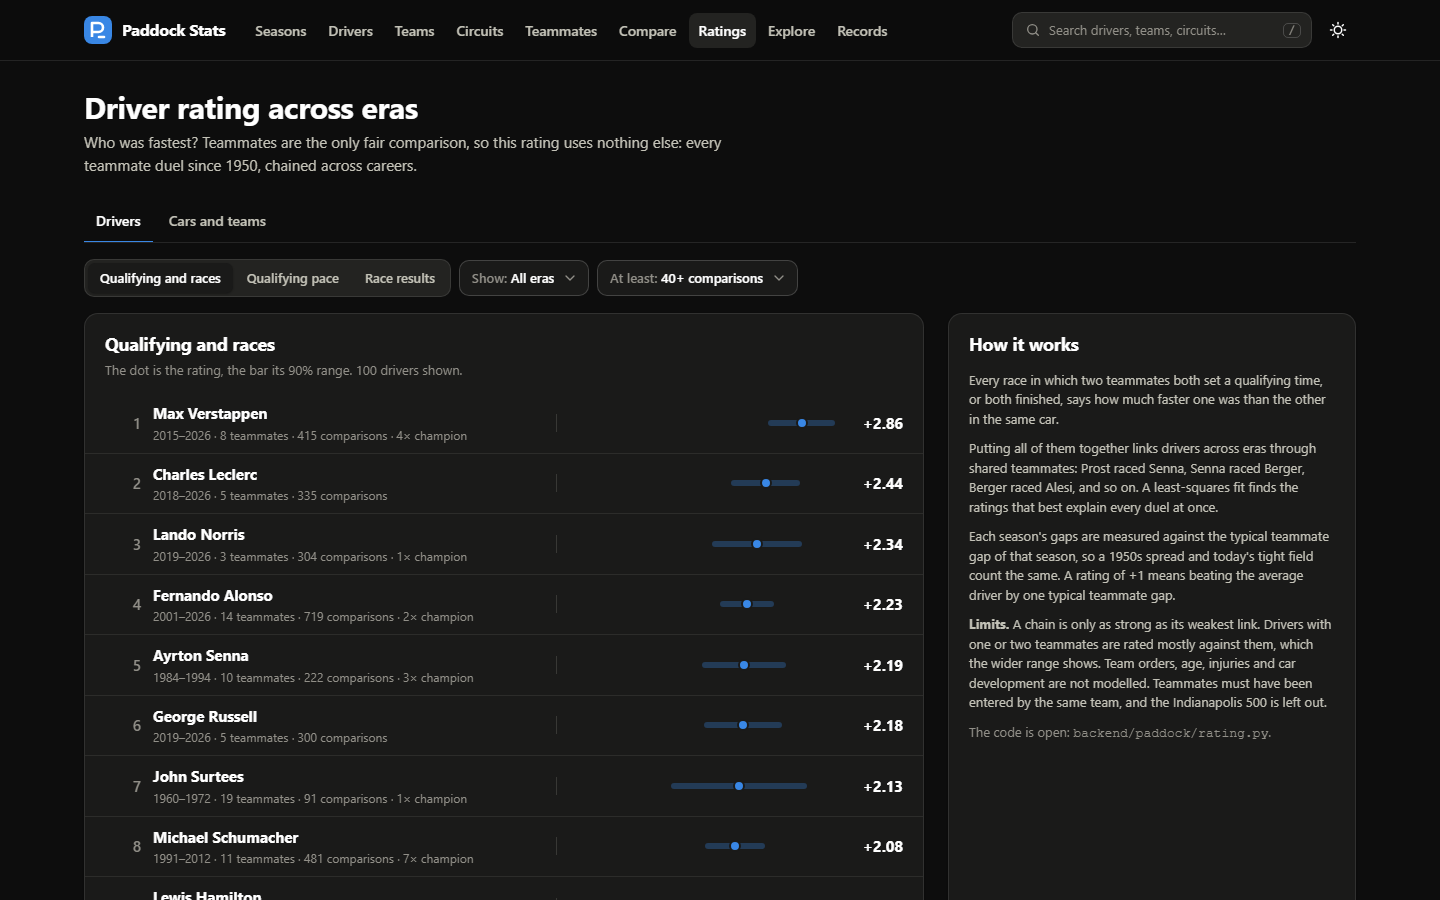 Paddock Stats
Seasons
Drivers
Teams
Circuits
Teammates
Compare
Ratings
Explore
Records
Search drivers, teams, circuits...
/
Driver rating across eras
Who was fastest? Teammates are the only fair comparison, so this rating uses nothing else: every
teammate duel since 1950, chained across careers.
Drivers
Cars and teams
Qualifying and races
Qualifying pace
Race results
Show: All eras
At least: 40+ comparisons
Qualifying and races
The dot is the rating, the bar its 90% range. 100 drivers shown.
1
Max Verstappen
2015–2026 · 8 teammates · 415 comparisons · 4× champion
+2.86
2
Charles Leclerc
2018–2026 · 5 teammates · 335 comparisons
+2.44
3
Lando Norris
2019–2026 · 3 teammates · 304 comparisons · 1× champion
+2.34
4
Fernando Alonso
2001–2026 · 14 teammates · 719 comparisons · 2× champion
+2.23
5
Ayrton Senna
1984–1994 · 10 teammates · 222 comparisons · 3× champion
+2.19
6
George Russell
2019–2026 · 5 teammates · 300 comparisons
+2.18
7
John Surtees
1960–1972 · 19 teammates · 91 comparisons · 1× champion
+2.13
8
Michael Schumacher
1991–2012 · 11 teammates · 481 comparisons · 7× champion
+2.08
Lewis Hamilton
How it works
Every race in which two teammates both set a qualifying time,
or both finished, says how much faster one was than the other
in the same car.
Putting all of them together links drivers across eras through
shared teammates: Prost raced Senna, Senna raced Berger,
Berger raced Alesi, and so on. A least-squares fit finds the
ratings that best explain every duel at once.
Each season's gaps are measured against the typical teammate
gap of that season, so a 1950s spread and today's tight field
count the same. A rating of +1 means beating the average
driver by one typical teammate gap.
Limits. A chain is only as strong as its weakest link. Drivers with
one or two teammates are rated mostly against them, which
the wider range shows. Team orders, age, injuries and car
development are not modelled. Teammates must have been
entered by the same team, and the Indianapolis 500 is left out.
The code is open: backend/paddock/rating.py.